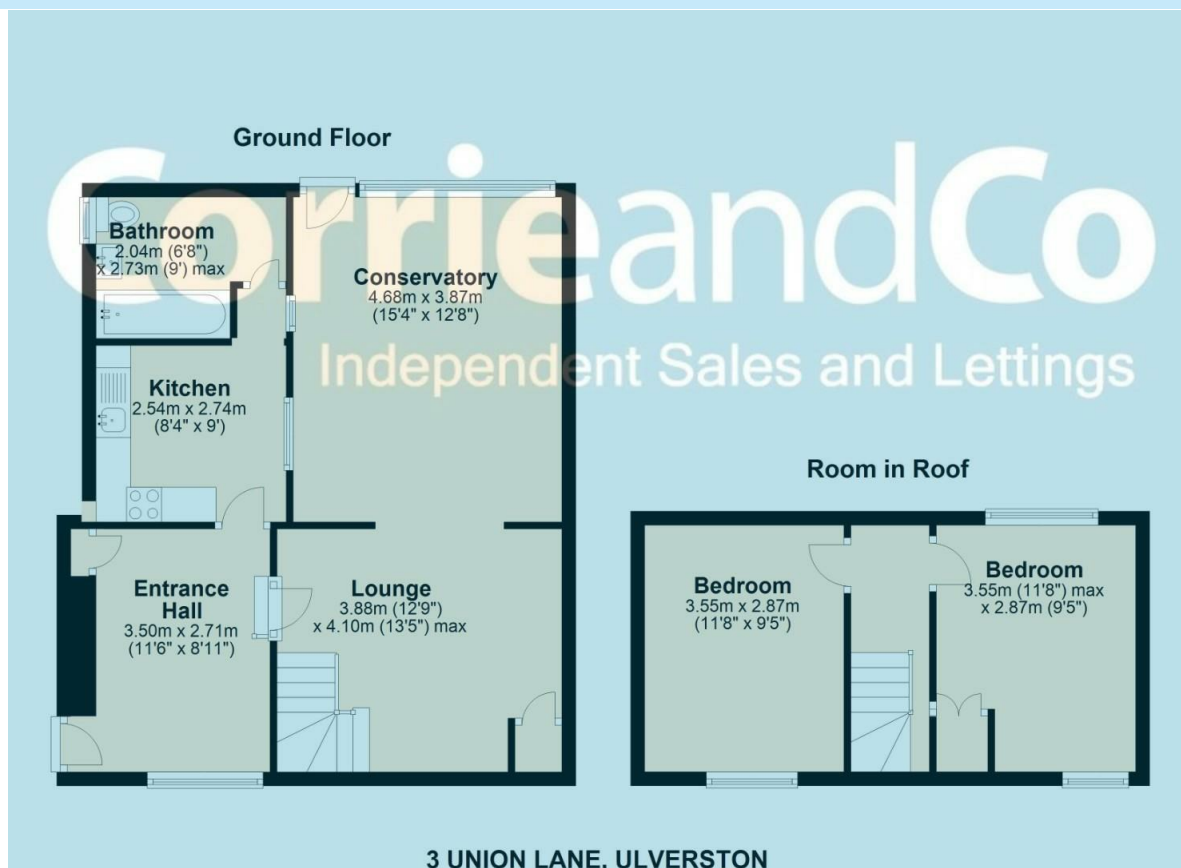 Ground Floor
CorrieandCo
Independent Sales and Lettings
Bathroom
2.04m (6'8")
x 2.73m (9') max
Conservatory
4.68m x 3.87m
(15'4" x 12'8")
Kitchen
2.54m x 2.74m
(8'4" x 9')
Entrance
Hall
3.50m x 2.71m
(11'6" x 8'11")
Lounge
3.88m (12'9")
x 4.10m (13'5") max
Room in Roof
Bedroom
3.55m x 2.87m
(11'8" x 9'5")
Bedroom
3.55m (11'8") max
x 2.87m (9'5")
3 UNION LANE, ULVERSTON